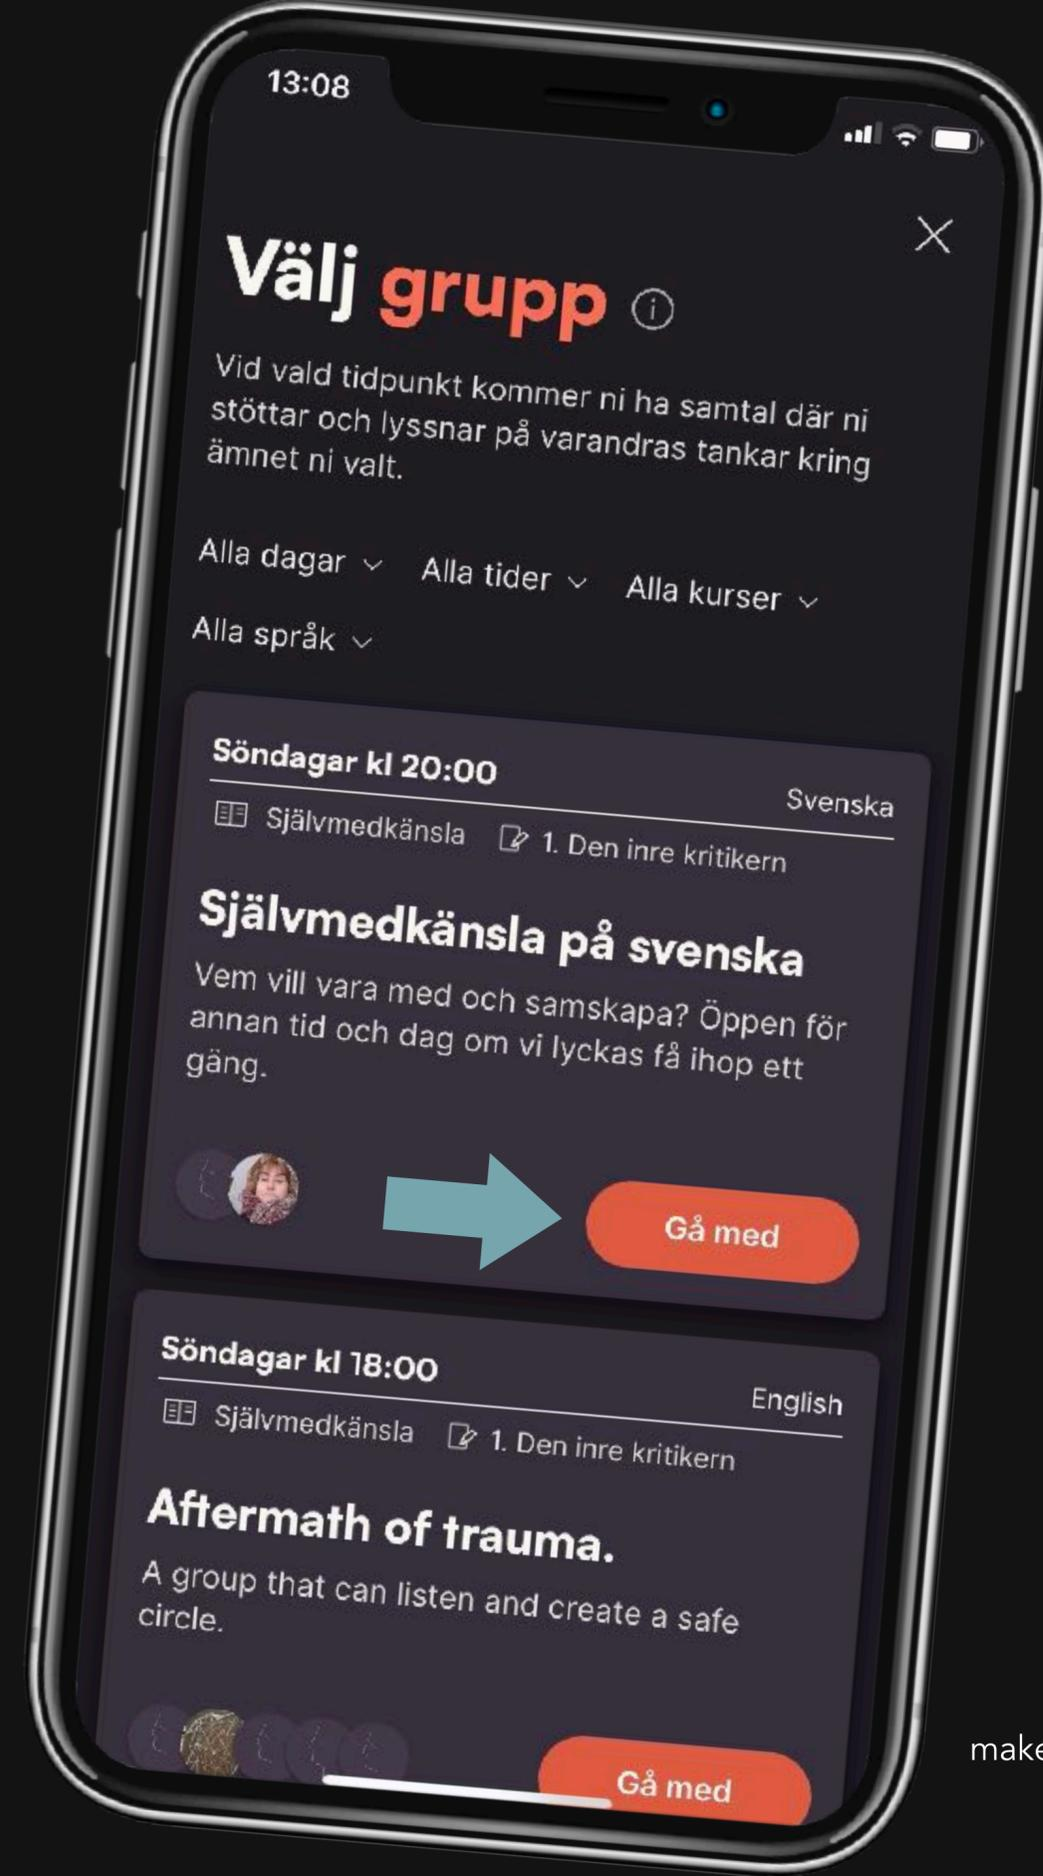 13:08
Välj grupp
Vid vald tidpunkt kommer ni ha samtal där ni
stöttar och lyssnar på varandras tankar kring
ämnet ni valt.
Alla dagar Alla tider Alla kurser
Alla språk
Söndagar kl 20:00 Svenska
Självmedkänsla 1. Den inre kritikern
Självmedkänsla på svenska
Vem vill vara med och samskapa? Öppen för
annan tid och dag om vi lyckas få ihop ett
gäng.
Gå med
Söndagar kl 18:00 English
Självmedkänsla 1. Den inre kritikern
Aftermath of trauma.
A group that can listen and create a safe
circle.
Gå med
make